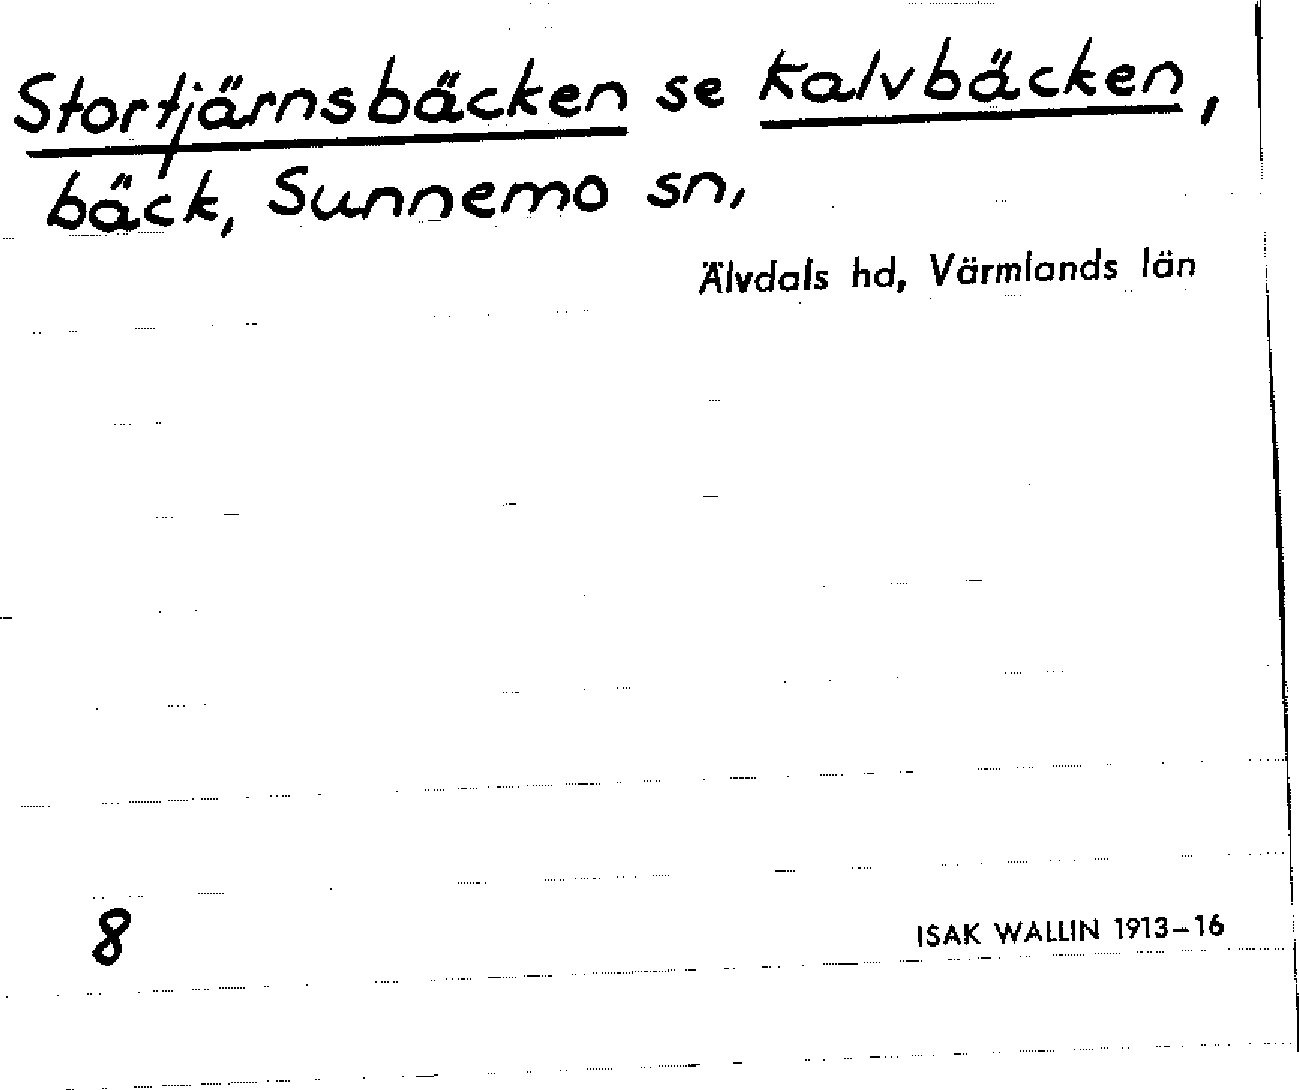 Stortjärnsbäcken se Kalvbäcken,
bäck, Sunnemo sn,
Älvdals hd, Värmlands län
8
ISAK WALLIN 1913–16